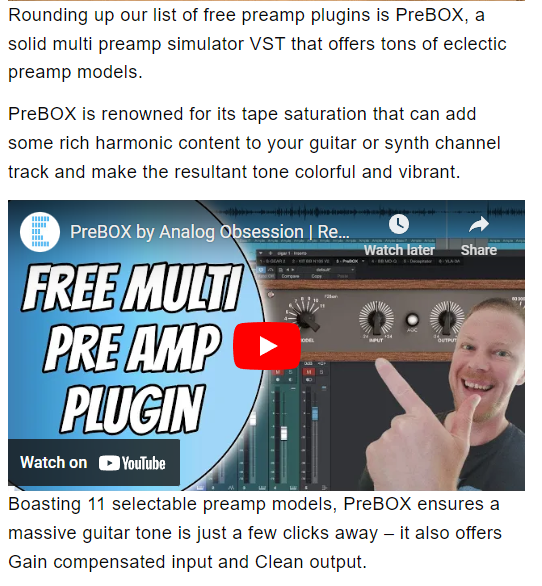 Rounding up our list of free preamp plugins is PreBOX, a
solid multi preamp simulator VST that offers tons of eclectic
preamp models.
PreBOX is renowned for its tape saturation that can add
some rich harmonic content to your guitar or synth channel
track and make the resultant tone colorful and vibrant.
PreBOX by Analog Obsession | Re...
Watch later
Share
FREE MULTI
PRE AMP
PLUGIN
INPUT
OUTPU
Watch on YouTube
Boasting 11 selectable preamp models, PreBOX ensures a
massive guitar tone is just a few clicks away – it also offers
Gain compensated input and Clean output.